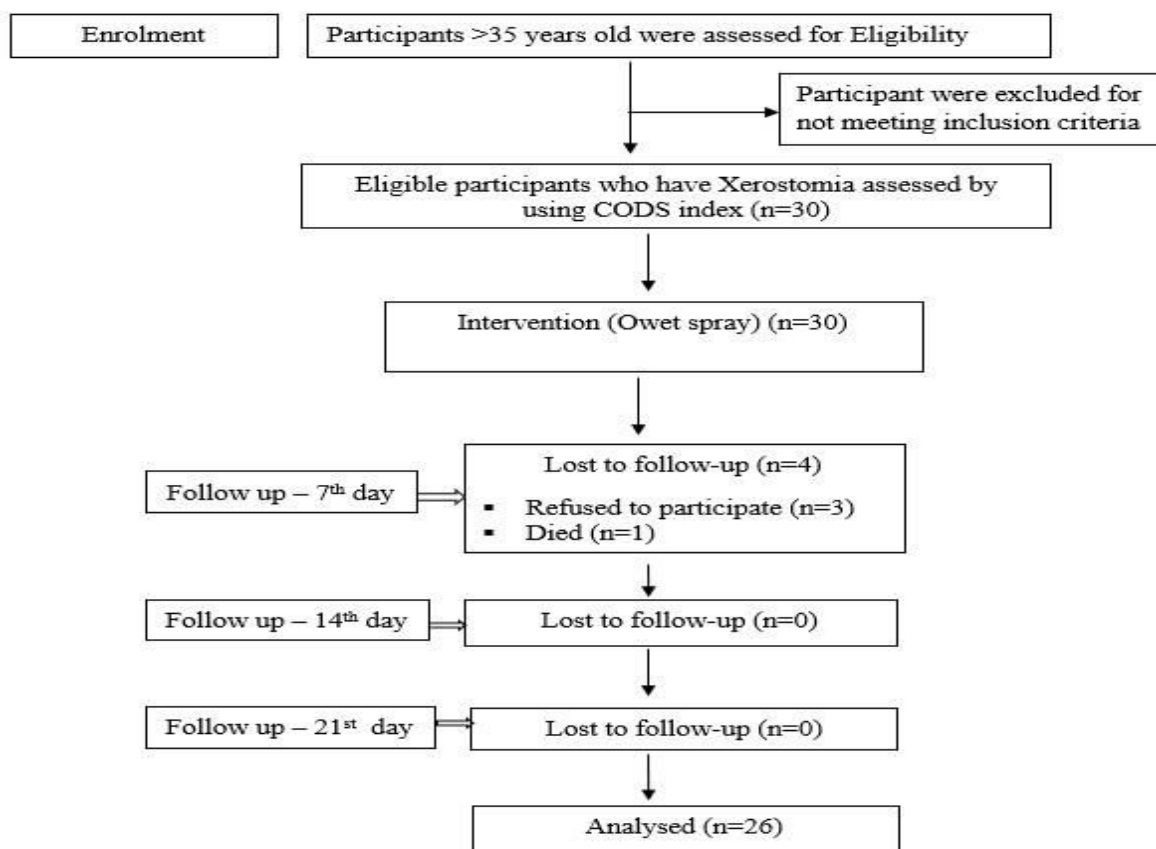 Enrolment
Participants >35 years old were assessed for Eligibility
Participant were excluded for
not meeting inclusion criteria
Eligible participants who have Xerostomia assessed by
using CODS index (n=30)
Intervention (Owet spray) (n=30)
Lost to follow-up (n=4)
Follow up – 7th day
▪ Refused to participate (n=3)
▪ Died (n=1)
Follow up – 14th day
Lost to follow-up (n=0)
Follow up – 21st day
Lost to follow-up (n=0)
Analysed (n=26)